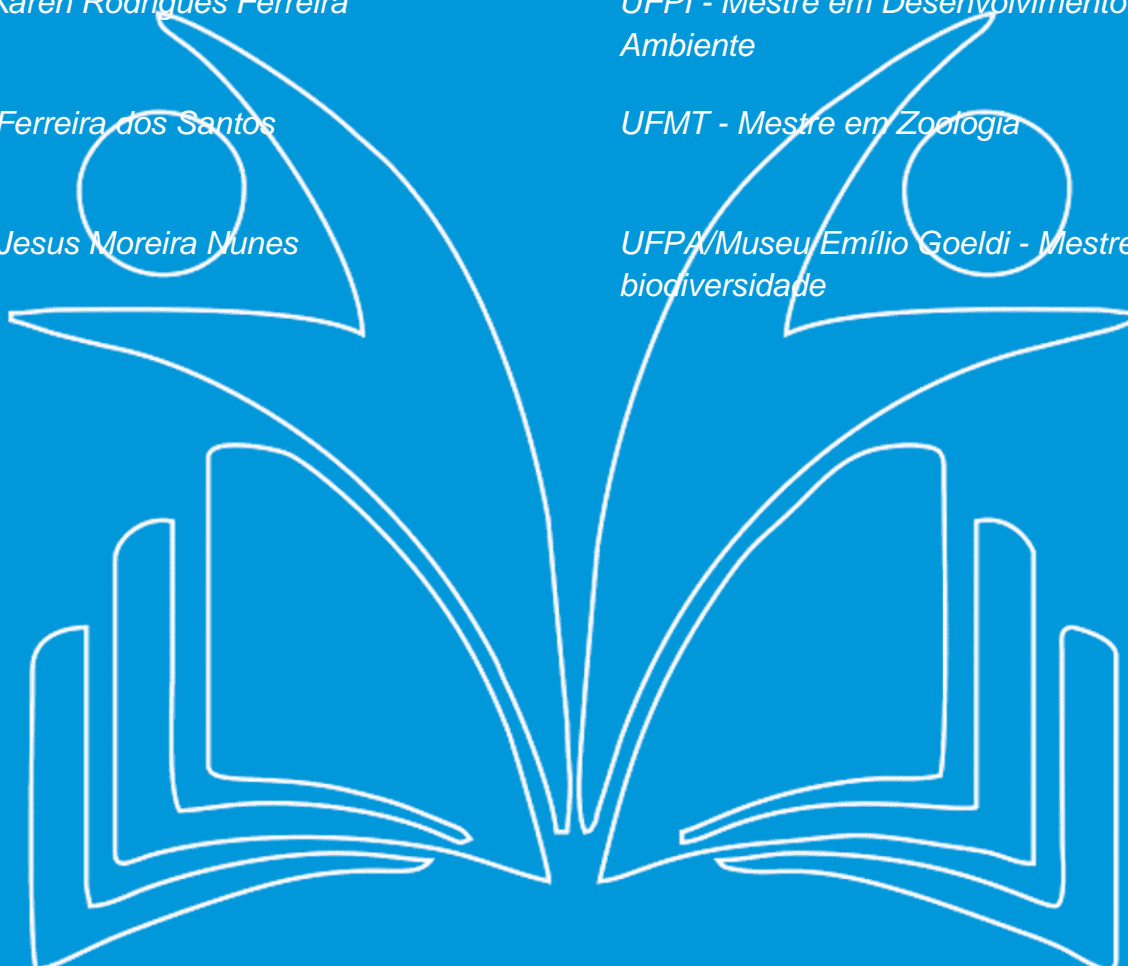 Karen Rodrigues Ferreira
UFPI - Mestre em Desenvolvimento
Ambiente
Ferreira dos Santos
UFMT - Mestre em Zoologia
Jesus Moreira Nunes
UFPA/Museu Emílio Goeldi - Mestre
biodiversidade